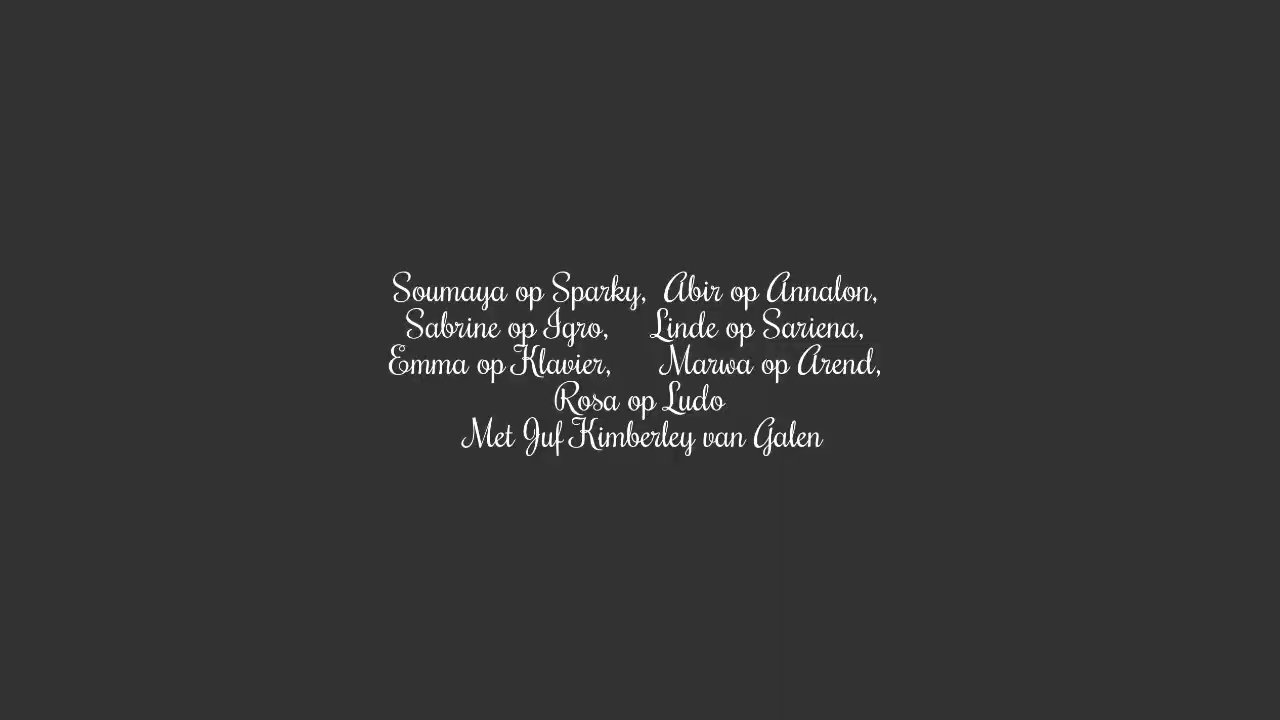 Soumaya op Sparky, Abir op Annalon,
Sabrine op Igro, Linde op Sariena,
Emma op Klavier, Marwa op Arend,
Rosa op Ludo
Met Juf Kimberley van Galen